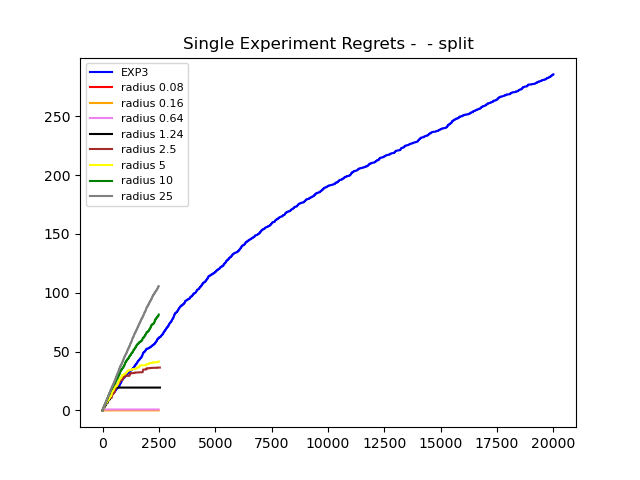 Single Experiment Regrets -  - split
EXP3
radius 0.08
radius 0.16
radius 0.64
radius 1.24
radius 2.5
radius 5
radius 10
radius 25
250
200
150
100
50
0
0 2500 5000 7500 10000 12500 15000 17500 20000